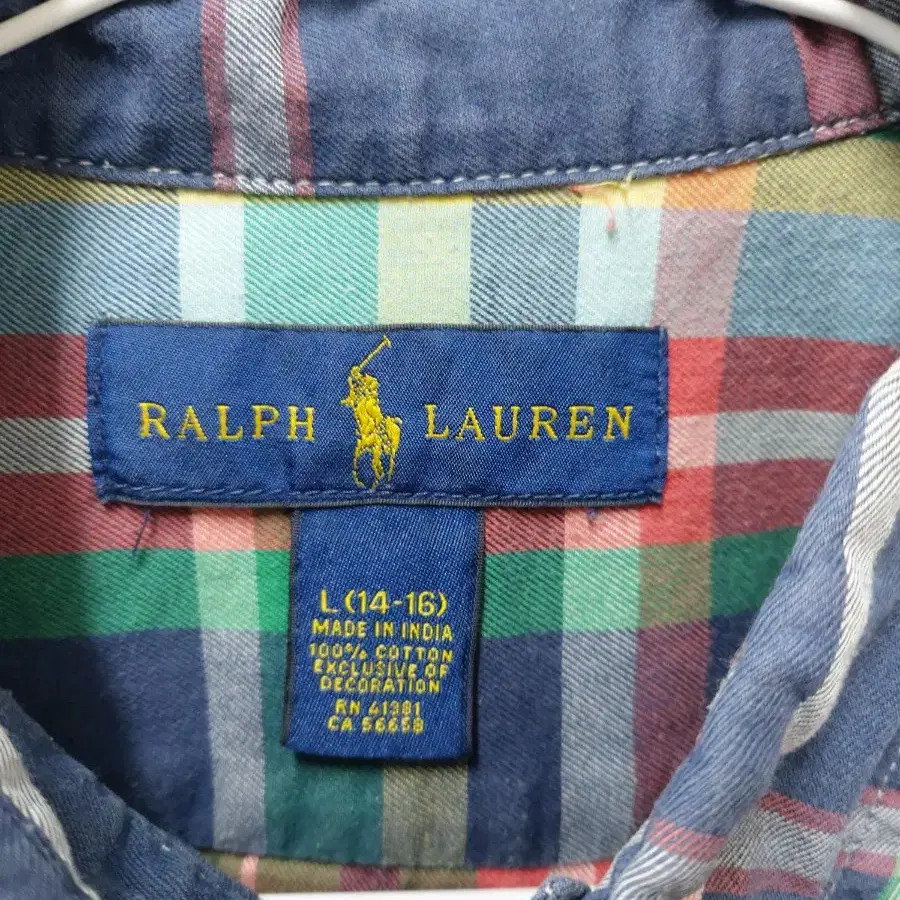 RALPH LAUREN
L (14-16)
MADE IN INDIA
100% COTTON
EXCLUSIVE OF
DECORATION
RN 41381
CA 56658